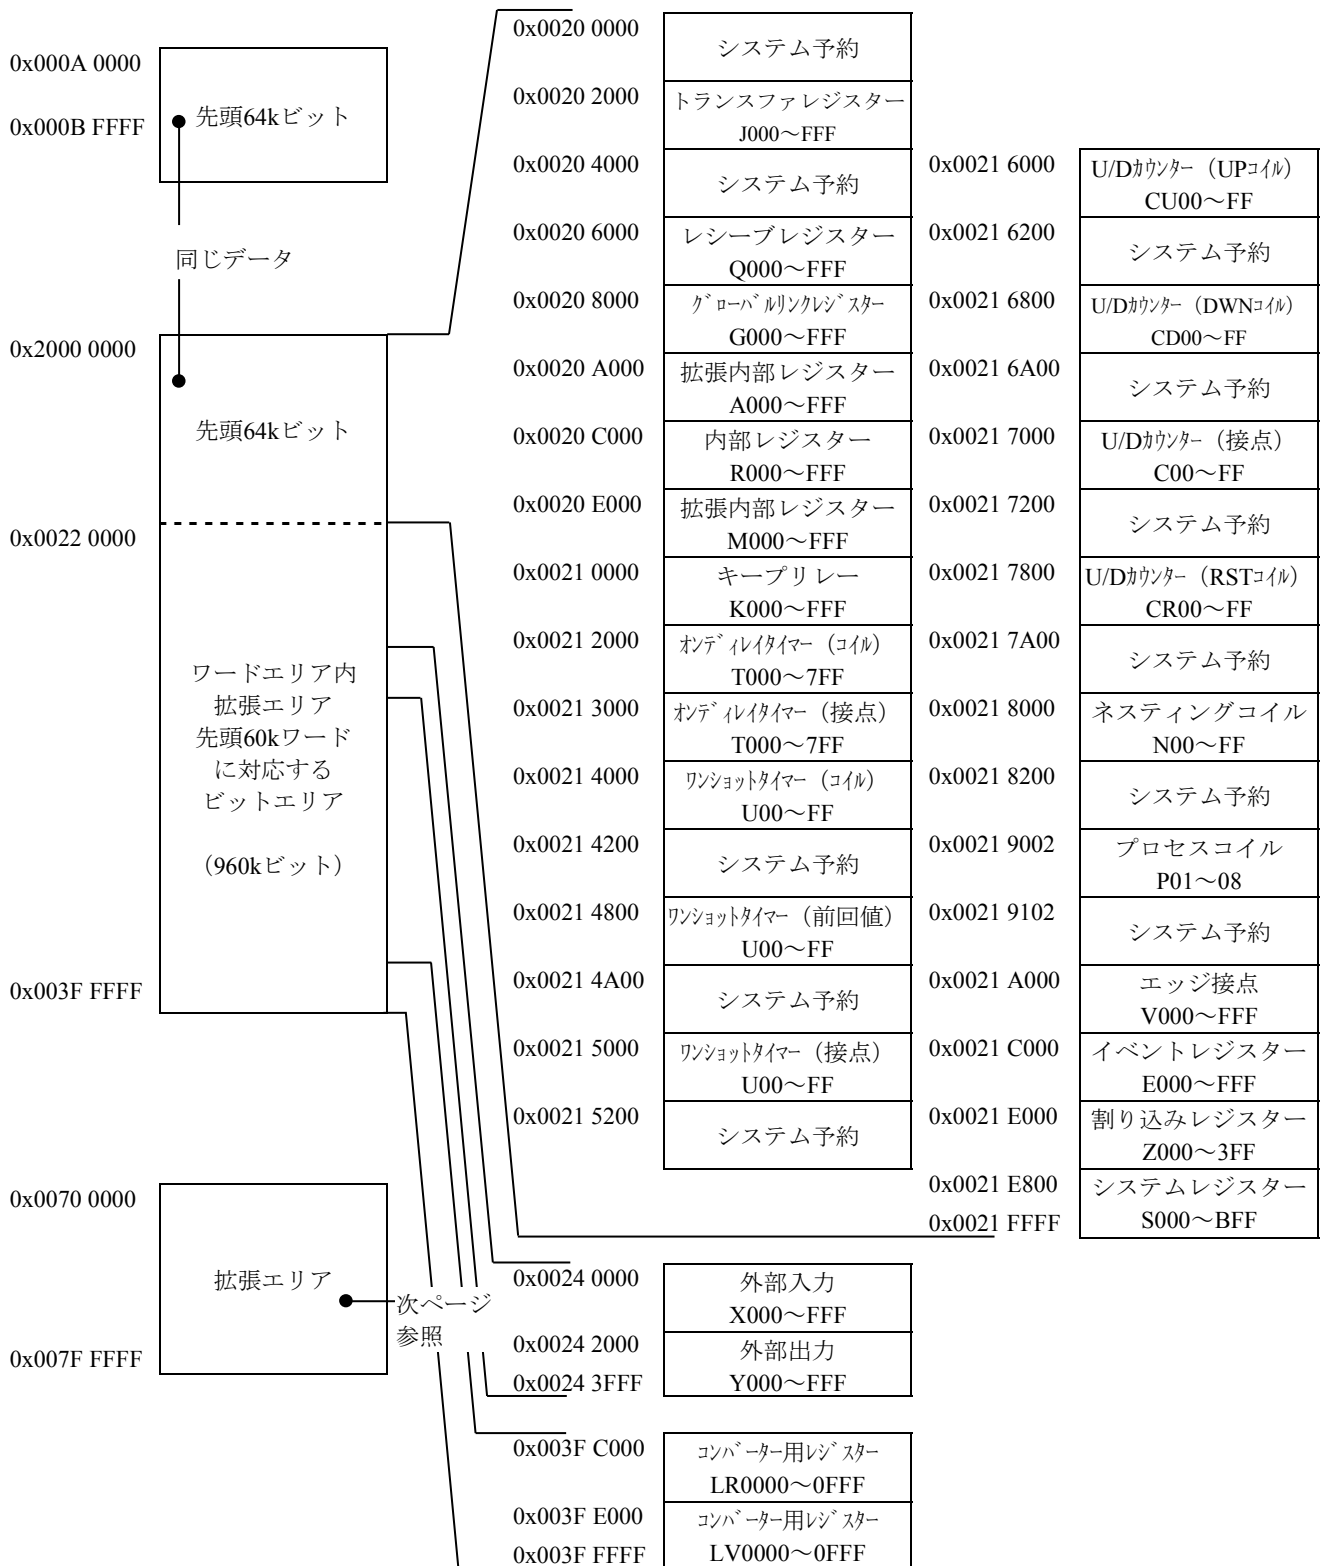 0x000A 0000
0x000B FFFF
先頭64kビット
同じデータ
0x2000 0000
先頭64kビット
0x0022 0000
ワードエリア内
拡張エリア
先頭60kワード
に対応する
ビットエリア
（960kビット）
0x003F FFFF
0x0070 0000
拡張エリア
0x007F FFFF
次ページ
参照
0x0020 0000
システム予約
0x0020 2000
トランスファレジスター
J000～FFF
0x0020 4000
システム予約
0x0020 6000
レシーブレジスター
Q000～FFF
0x0020 8000
ｸﾞﾛｰﾊﾞﾙﾘﾝｸﾚｼﾞｽﾀｰ
G000～FFF
0x0020 A000
拡張内部レジスター
A000～FFF
0x0020 C000
内部レジスター
R000～FFF
0x0020 E000
拡張内部レジスター
M000～FFF
0x0021 0000
キープリレー
K000～FFF
0x0021 2000
ｵﾝﾃﾞｨﾚｲﾀｲﾏｰ（ｺｲﾙ）
T000～7FF
0x0021 3000
ｵﾝﾃﾞｨﾚｲﾀｲﾏｰ（接点）
T000～7FF
0x0021 4000
ﾜﾝｼｮｯﾄﾀｲﾏｰ（ｺｲﾙ）
U00～FF
0x0021 4200
システム予約
0x0021 4800
ﾜﾝｼｮｯﾄﾀｲﾏｰ（前回値）
U00～FF
0x0021 4A00
システム予約
0x0021 5000
ﾜﾝｼｮｯﾄﾀｲﾏｰ（接点）
U00～FF
0x0021 5200
システム予約
0x0021 6000
U/Dｶｳﾝﾀｰ（UPｺｲﾙ）
CU00～FF
0x0021 6200
システム予約
0x0021 6800
U/Dｶｳﾝﾀｰ（DWNｺｲﾙ）
CD00～FF
0x0021 6A00
システム予約
0x0021 7000
U/Dｶｳﾝﾀｰ（接点）
C00～FF
0x0021 7200
システム予約
0x0021 7800
U/Dｶｳﾝﾀｰ（RSTｺｲﾙ）
CR00～FF
0x0021 7A00
システム予約
0x0021 8000
ネスティングコイル
N00～FF
0x0021 8200
システム予約
0x0021 9002
プロセスコイル
P01～08
0x0021 9102
システム予約
0x0021 A000
エッジ接点
V000～FFF
0x0021 C000
イベントレジスター
E000～FFF
0x0021 E000
割り込みレジスター
Z000～3FF
0x0021 E800
システムレジスター
0x0021 FFFF
S000～BFF
0x0024 0000
外部入力
X000～FFF
0x0024 2000
外部出力
0x0024 3FFF
Y000～FFF
0x003F C000
ｺﾝﾊﾞｰﾀｰ用ﾚｼﾞｽﾀｰ
LR0000～0FFF
0x003F E000
ｺﾝﾊﾞｰﾀｰ用ﾚｼﾞｽﾀｰ
0x003F FFFF
LV0000～0FFF